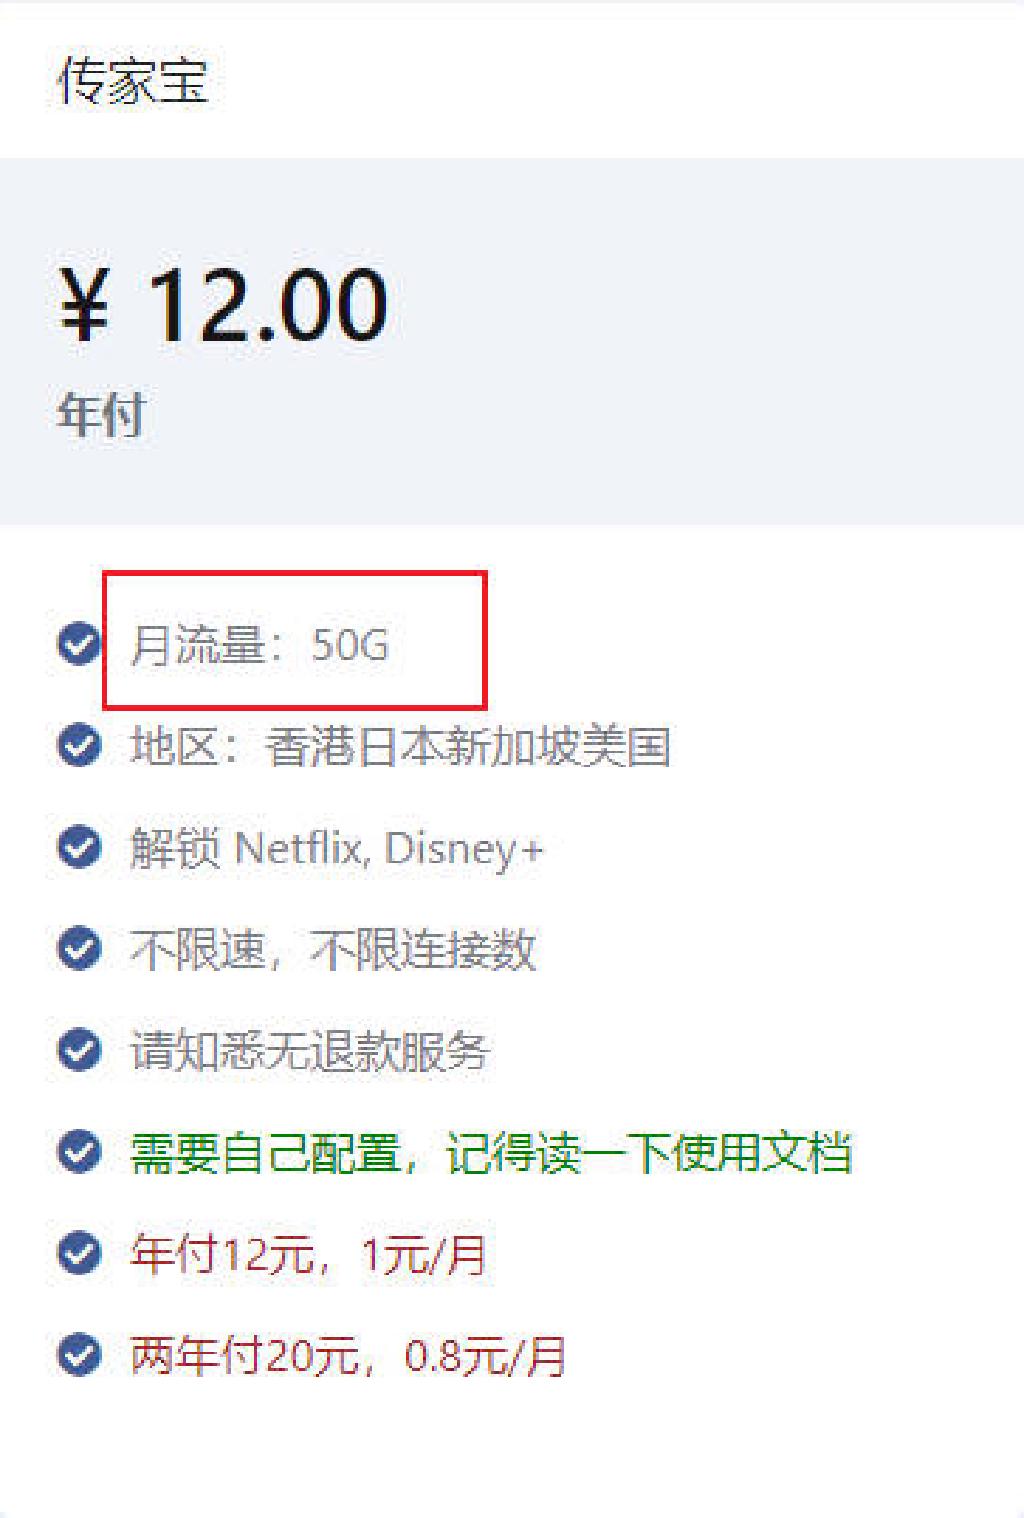 传家宝
¥ 12.00
年付
月流量：50G
地区：香港日本新加坡美国
解锁 Netflix, Disney+
不限速，不限连接数
请知悉无退款服务
需要自己配置，记得读一下使用文档
年付12元，1元/月
两年付20元，0.8元/月